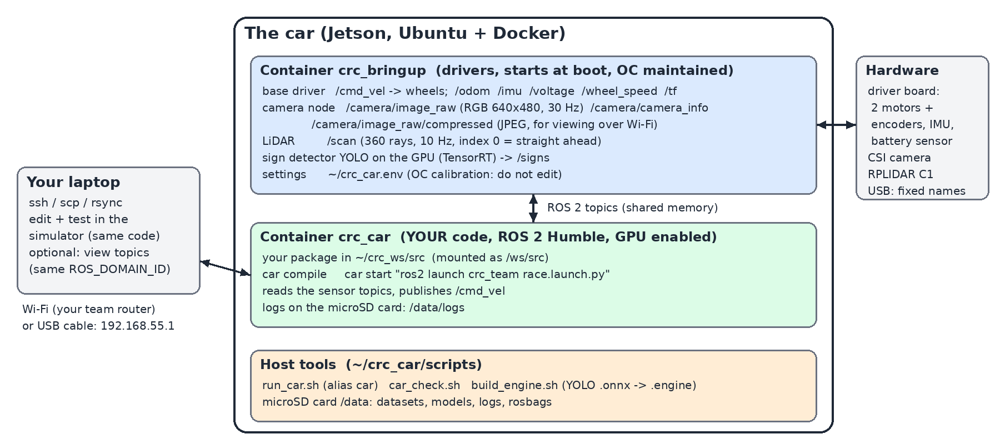 The car (Jetson, Ubuntu + Docker)
Container crc_bringup (drivers, starts at boot, OC maintained)
base driver /cmd_vel -> wheels; /odom /imu /voltage /wheel_speed /tf
camera node /camera/image_raw (RGB 640x480, 30 Hz) /camera/camera_info
/camera/image_raw/compressed (JPEG, for viewing over Wi-Fi)
LiDAR /scan (360 rays, 10 Hz, index 0 = straight ahead)
sign detector YOLO on the GPU (TensorRT) -> /signs
settings ~/crc_car.env (OC calibration: do not edit)
Hardware
driver board:
2 motors +
encoders, IMU,
battery sensor
CSI camera
RPLIDAR C1
USB: fixed names
Your laptop
ssh / scp / rsync
edit + test in the
simulator (same code)
optional: view topics
(same ROS_DOMAIN_ID)
Wi-Fi (your team router)
or USB cable: 192.168.55.1
ROS 2 topics (shared memory)
Container crc_car (YOUR code, ROS 2 Humble, GPU enabled)
your package in ~/crc_ws/src (mounted as /ws/src)
car compile car start "ros2 launch crc_team race.launch.py"
reads the sensor topics, publishes /cmd_vel
logs on the microSD card: /data/logs
Host tools (~/crc_car/scripts)
run_car.sh (alias car) car_check.sh build_engine.sh (YOLO .onnx -> .engine)
microSD card /data: datasets, models, logs, rosbags